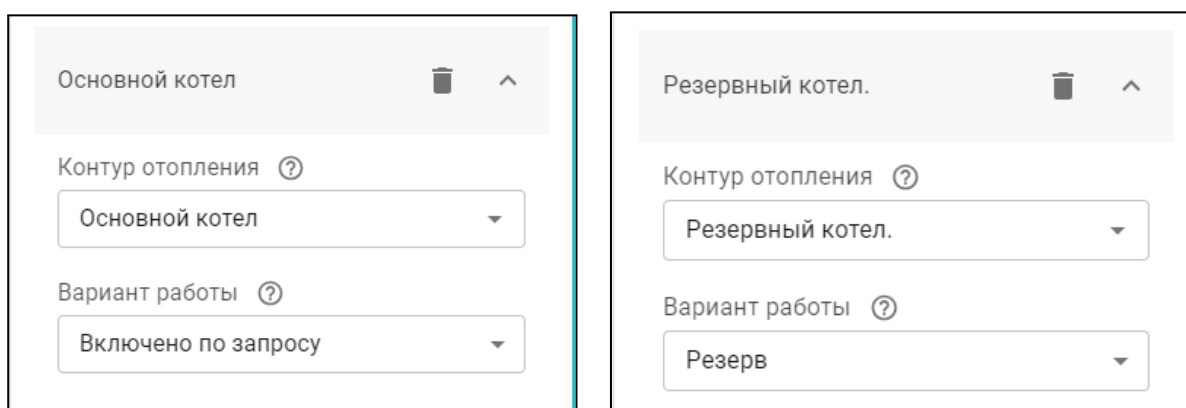 Основной котел
Контур отопления
Основной котел
Вариант работы
Включено по запросу
Резервный котел.
Контур отопления
Резервный котел.
Вариант работы
Резерв